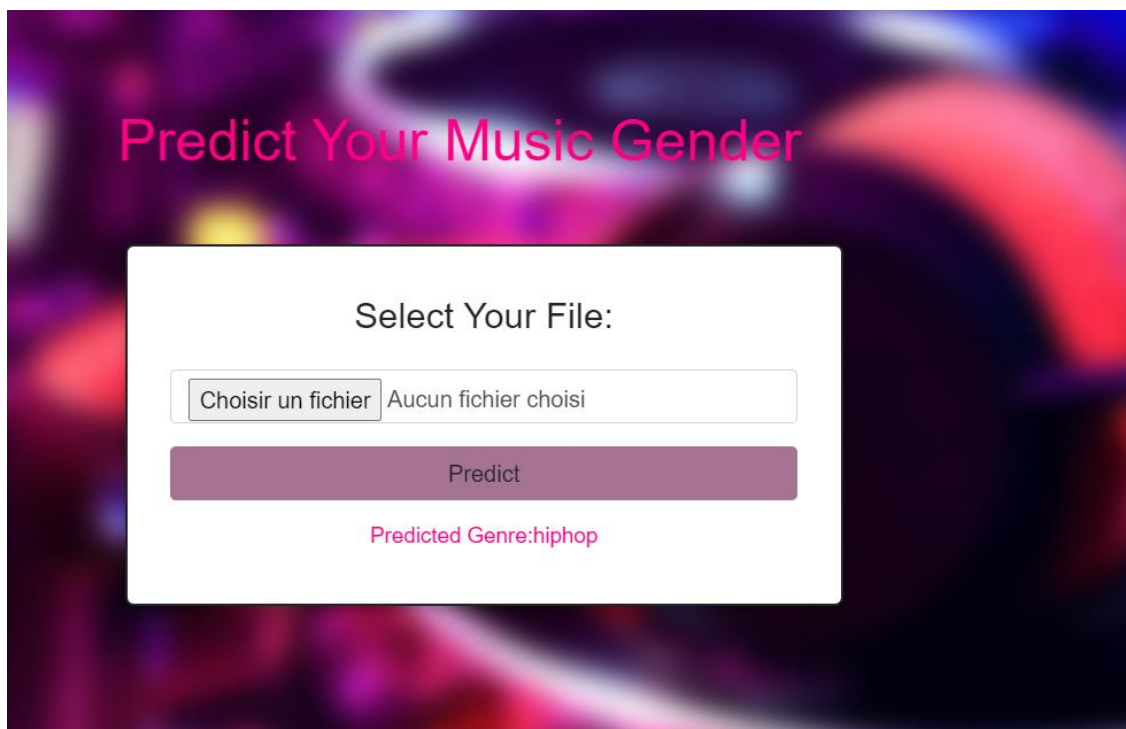 Predict Your Music Gender
Select Your File:
Choisir un fichier Aucun fichier choisi
Predict
Predicted Genre:hiphop